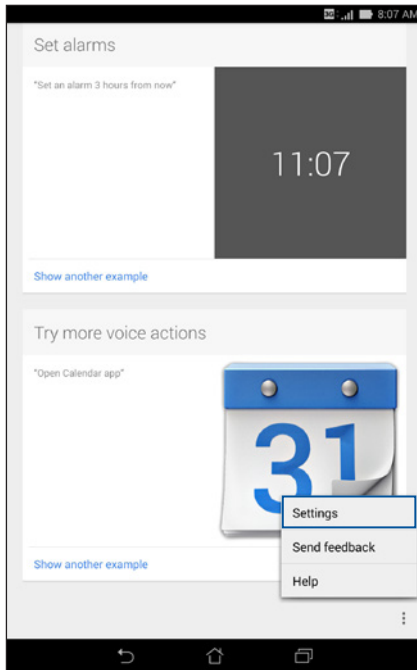 3G 8:07 AM
Set alarms
"Set an alarm 3 hours from now"
11:07
Show another example
Try more voice actions
"Open Calendar app"
31
Settings
Send feedback
Show another example
Help